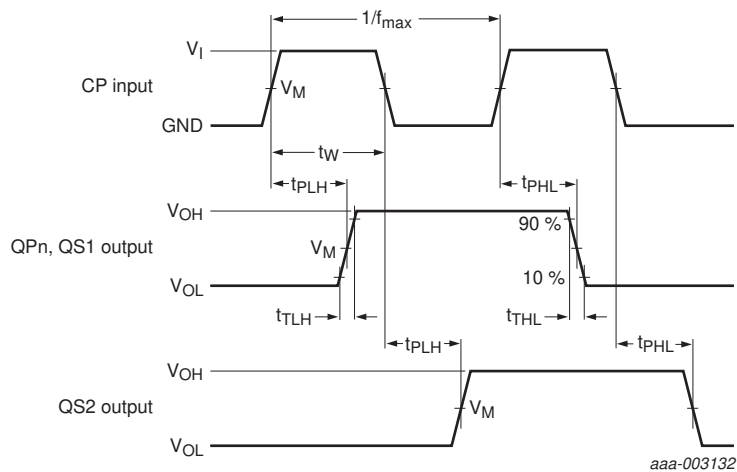 1/fmax
VI
CP input
VM
GND
tW
tPLH
tPHL
VOH
90 %
QPn, QS1 output
VM
10 %
VOL
tTLH
tTHL
tPLH
tPHL
VOH
QS2 output
VM
VOL
aaa-003132